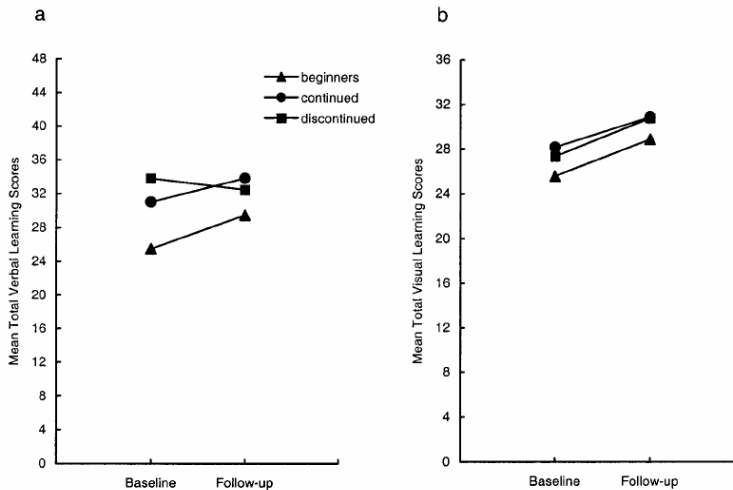 a
Mean Total Verbal Learning Scores
48
44
40
36
32
28
24
20
16
12
8
4
0
Baseline
Follow-up
beginners
continued
discontinued
b
Mean Total Visual Learning Scores
36
32
28
24
20
16
12
8
4
0
Baseline
Follow-up